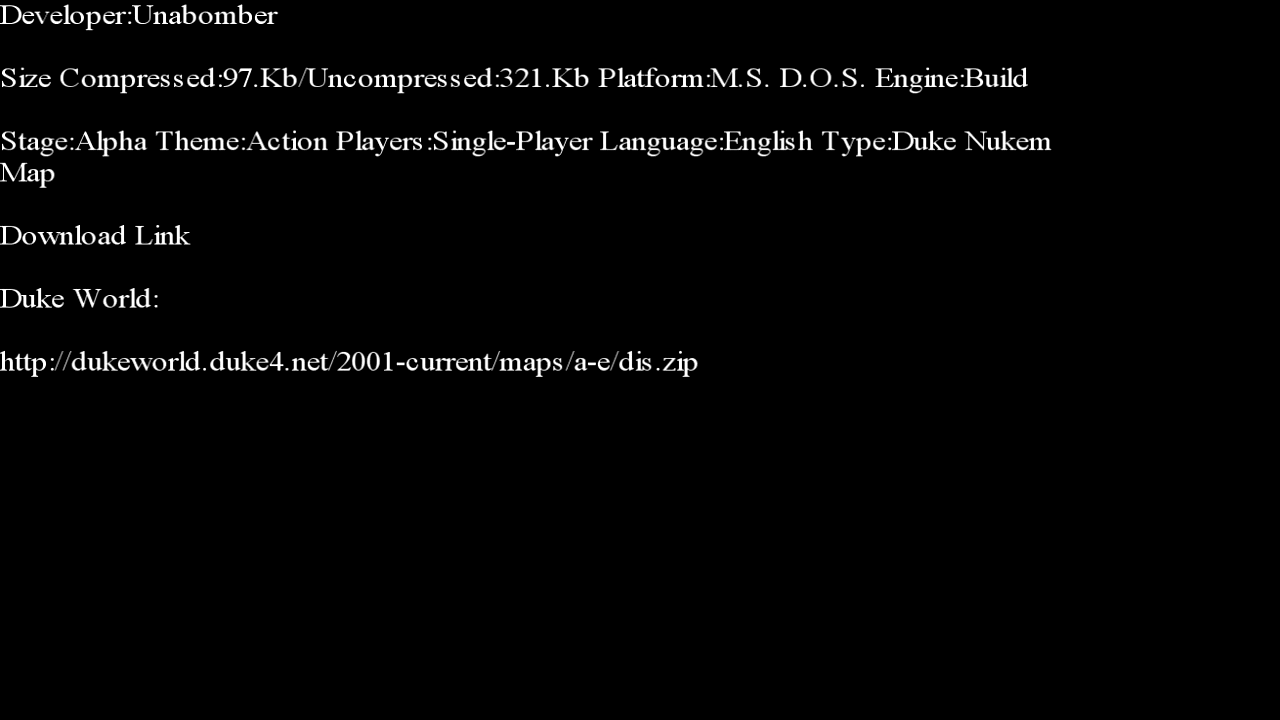 Developer:Unabomber
Size Compressed:97.Kb/Uncompressed:321.Kb Platform:M.S. D.O.S. Engine:Build
Stage:Alpha Theme:Action Players:Single-Player Language:English Type:Duke Nukem
Map
Download Link
Duke World:
http://dukeworld.duke4.net/2001-current/maps/a-e/dis.zip